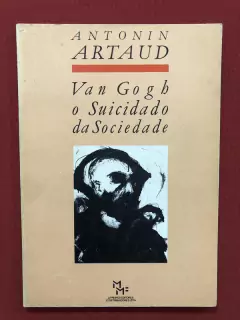 ANTONIN
ARTAUD
Van Gogh
o Suicidado
da Sociedade